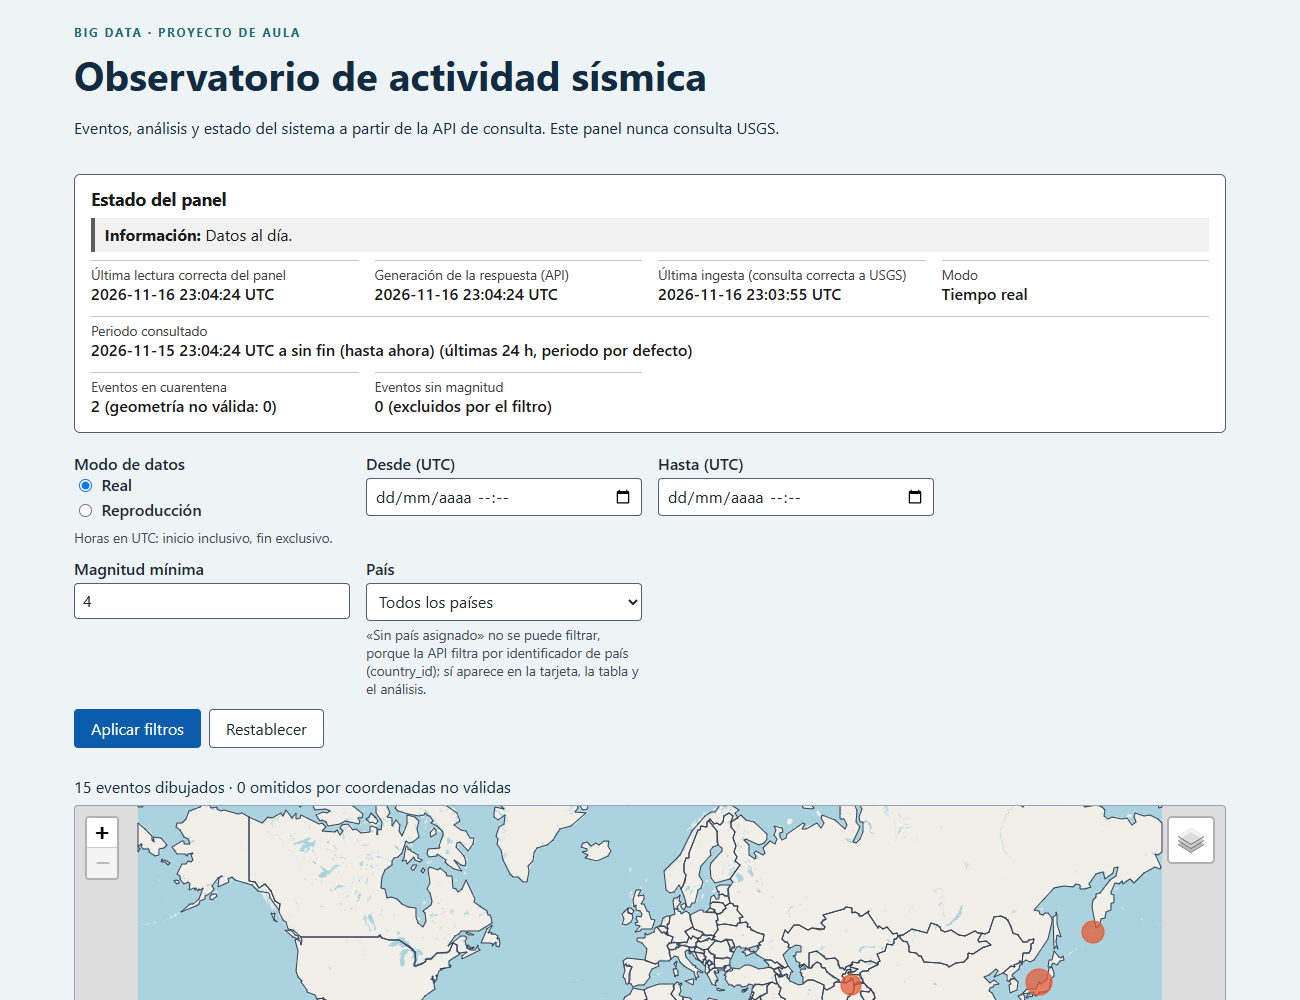 BIG DATA · PROYECTO DE AULA
Observatorio de actividad sísmica
Eventos, análisis y estado del sistema a partir de la API de consulta. Este panel nunca consulta USGS.
Estado del panel
Información: Datos al día.
Última lectura correcta del panel
2026-11-16 23:04:24 UTC
Generación de la respuesta (API)
2026-11-16 23:04:24 UTC
Última ingesta (consulta correcta a USGS)
2026-11-16 23:03:55 UTC
Modo
Tiempo real
Periodo consultado
2026-11-15 23:04:24 UTC a sin fin (hasta ahora) (últimas 24 h, periodo por defecto)
Eventos en cuarentena
2 (geometría no válida: 0)
Eventos sin magnitud
0 (excluidos por el filtro)
Modo de datos
Real
Reproducción
Desde (UTC)
dd/mm/aaaa --:--
Hasta (UTC)
dd/mm/aaaa --:--
Horas en UTC: inicio inclusivo, fin exclusivo.
Magnitud mínima
4
País
Todos los países
«Sin país asignado» no se puede filtrar,
porque la API filtra por identificador de país
(country_id); sí aparece en la tarjeta, la tabla y
el análisis.
Aplicar filtros
Restablecer
15 eventos dibujados · 0 omitidos por coordenadas no válidas
+
−